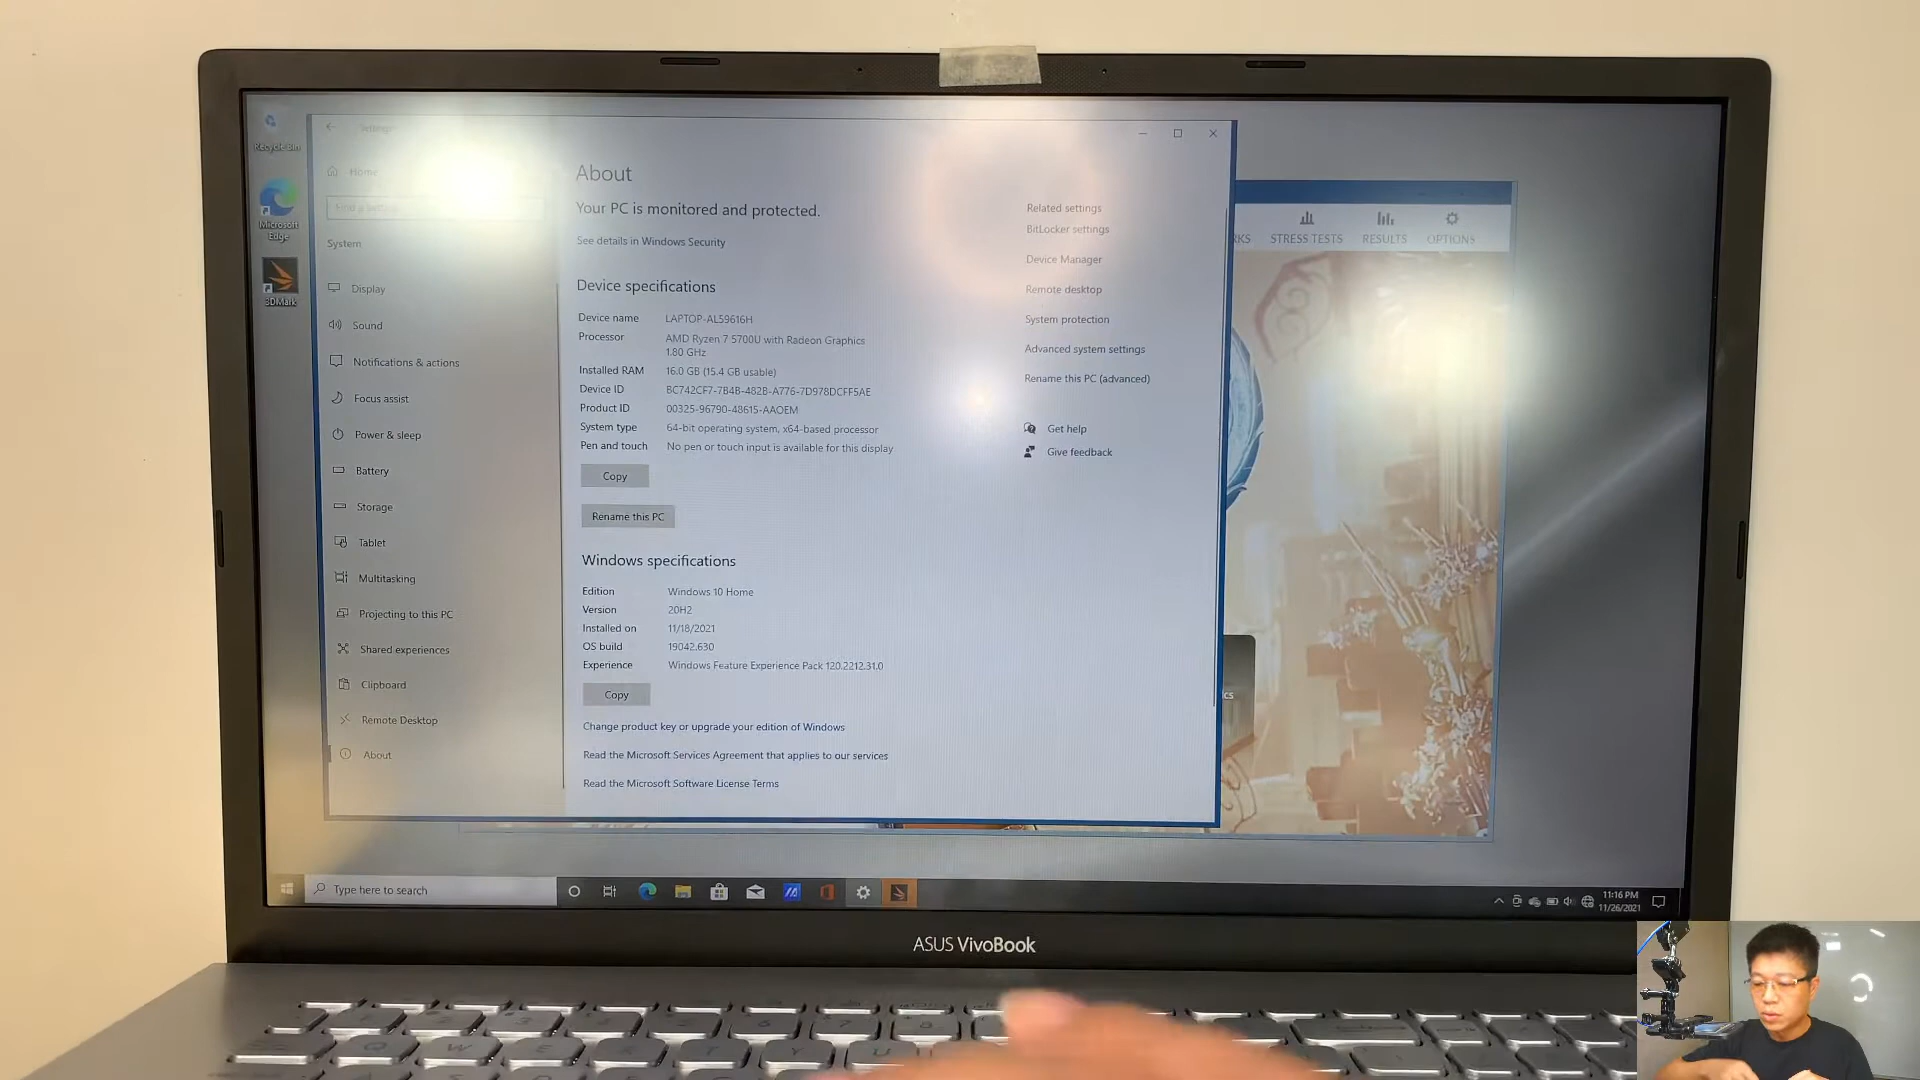 Recycle Bin
Microsoft
Edge
3DMark
Settings
Home
Find a setting
System
Display
Sound
Notifications & actions
Focus assist
Power & sleep
Battery
Storage
Tablet
Multitasking
Projecting to this PC
Shared experiences
Clipboard
Remote Desktop
About
About
Your PC is monitored and protected.
See details in Windows Security
Device specifications
Device name LAPTOP-AL59616H
Processor AMD Ryzen 7 5700U with Radeon Graphics
1.80 GHz
Installed RAM 16.0 GB (15.4 GB usable)
Device ID BC742CF7-7B4B-482B-A776-7D978DCFF5AE
Product ID 00325-96790-48615-AAOEM
System type 64-bit operating system, x64-based processor
Pen and touch No pen or touch input is available for this display
Copy
Rename this PC
Windows specifications
Edition Windows 10 Home
Version 20H2
Installed on 11/18/2021
OS build 19042.630
Experience Windows Feature Experience Pack 120.2212.31.0
Copy
Change product key or upgrade your edition of Windows
Read the Microsoft Services Agreement that applies to our services
Read the Microsoft Software License Terms
Related settings
BitLocker settings
Device Manager
Remote desktop
System protection
Advanced system settings
Rename this PC (advanced)
Get help
Give feedback
RKS STRESS TESTS RESULTS OPTIONS
cs
Type here to search
11:16 PM
11/26/2021
ASUS VivoBook